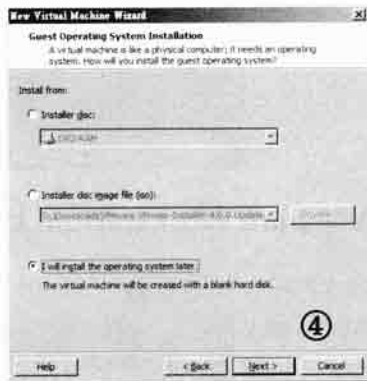 New Virtual Machine Wizard
Guest Operating System Installation
A virtual machine is like a physical computer; it needs an operating
system. How will you install the guest operating system?
Install from:
Installer disc:
Installer disc image file (iso):
I will install the operating system later.
The virtual machine will be created with a blank hard disk.
④
Help
< Back
Next >
Cancel